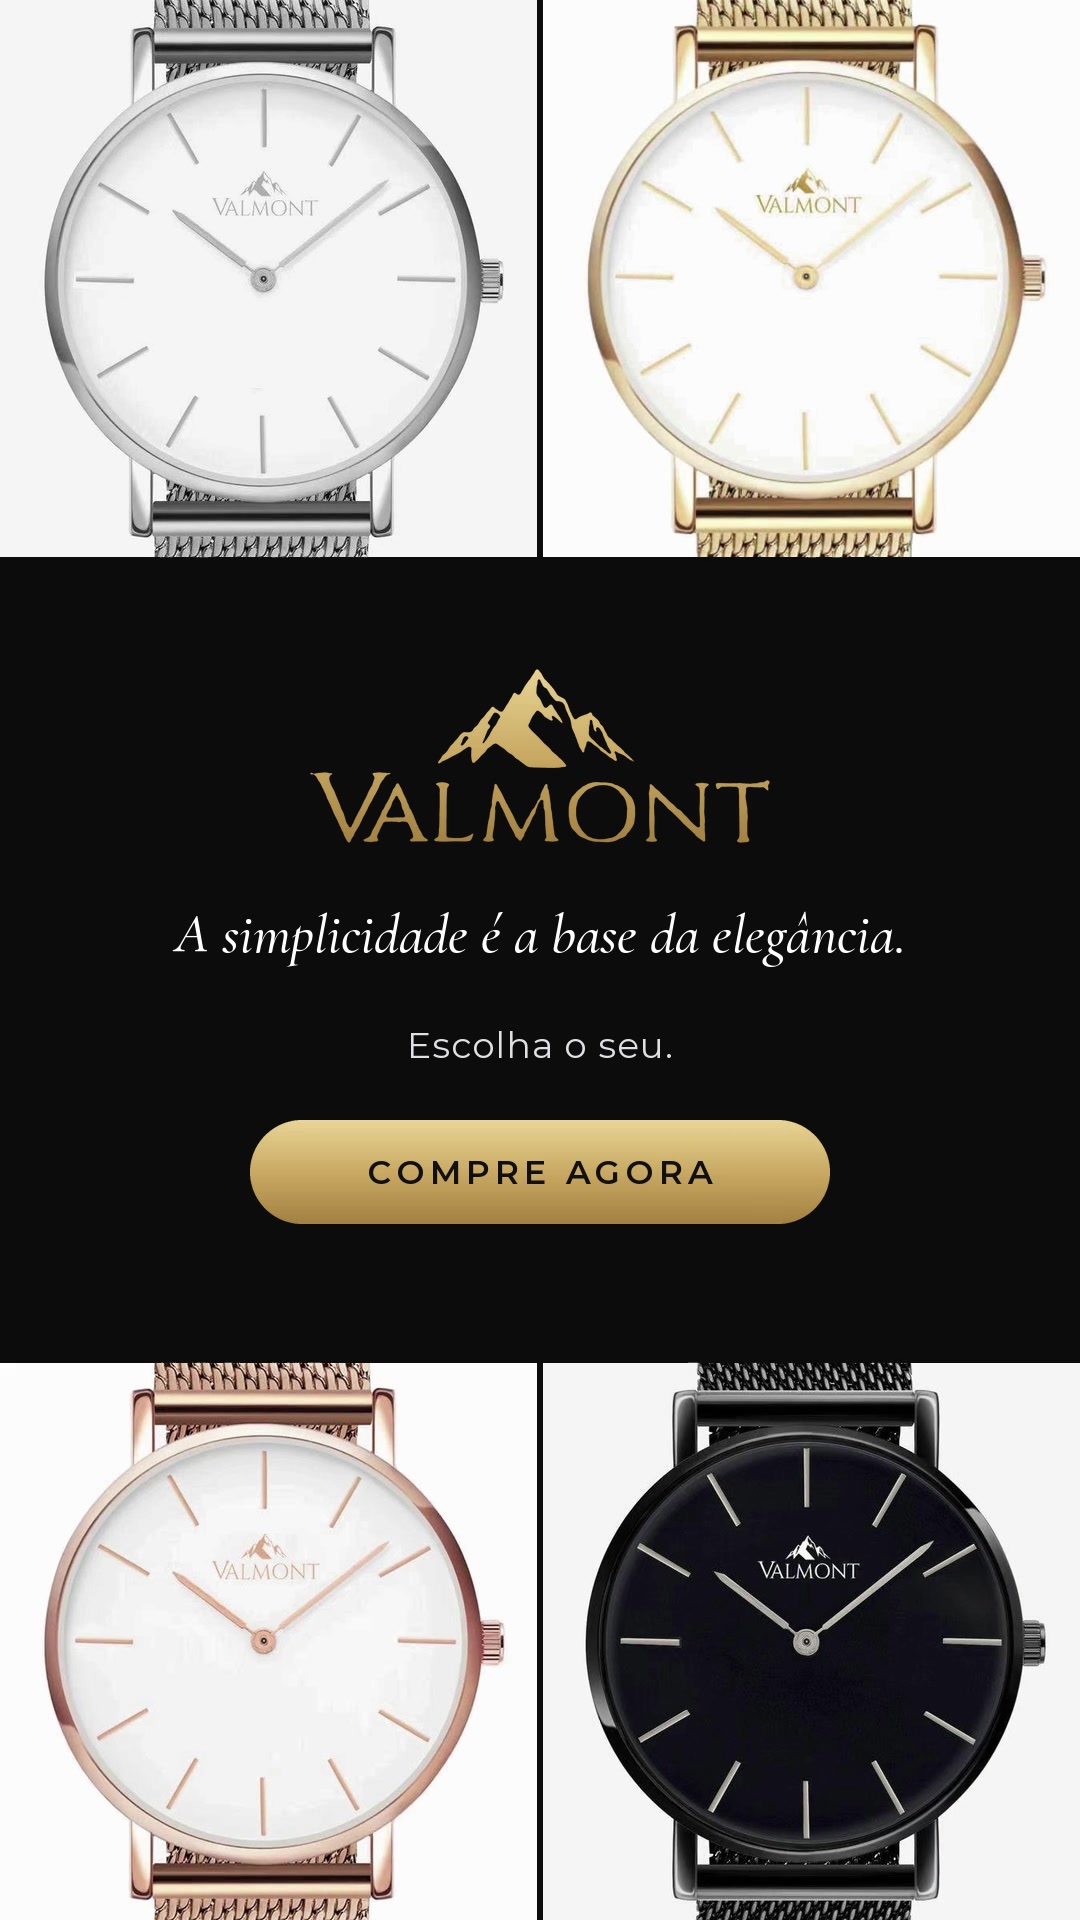 VALMONT
VALMONT
VALMONT
A simplicidade é a base da elegância.
Escolha o seu.
COMPRE AGORA
VALMONT
VALMONT